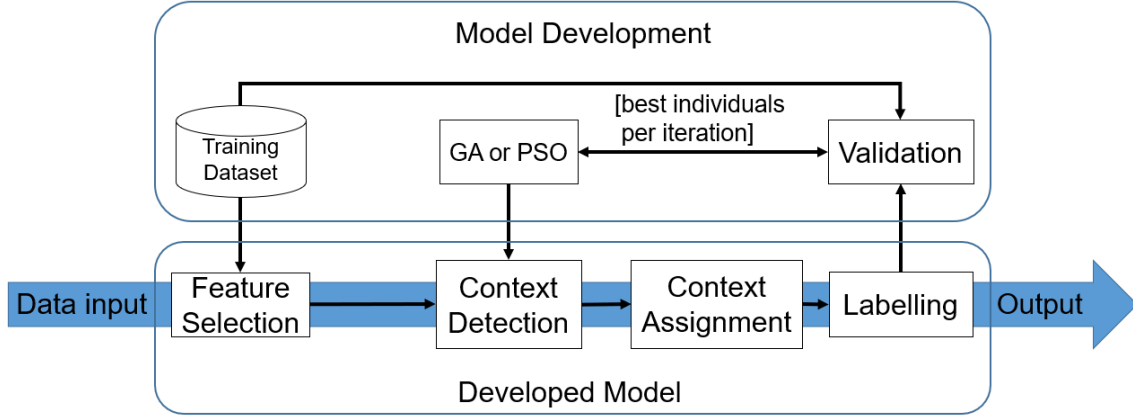 Model Development
[best individuals
per iteration]
Training
Dataset
GA or PSO
Validation
Data input
Feature
Selection
Context
Detection
Context
Assignment
Labelling
Output
Developed Model